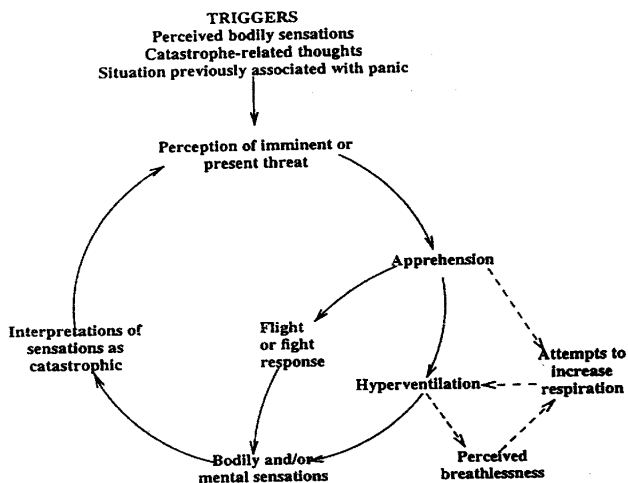 TRIGGERS
Perceived bodily sensations
Catastrophe-related thoughts
Situation previously associated with panic
Perception of imminent or
present threat
Apprehension
Flight
or fight
response
Interpretations of
sensations as
catastrophic
Attempts to
increase
respiration
Hyperventilation
Bodily and/or
mental sensations
Perceived
breathlessness